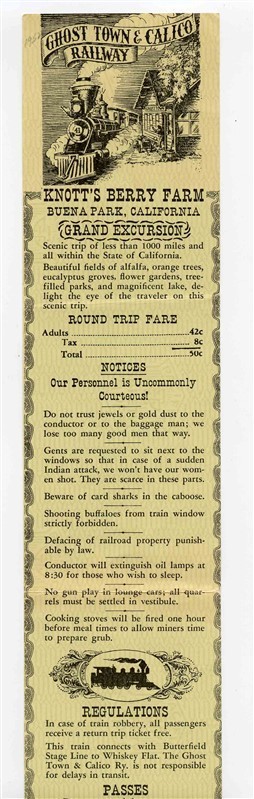 GHOST TOWN & CALICO
RAILWAY
KNOTT'S BERRY FARM
BUENA PARK, CALIFORNIA
GRAND EXCURSION
Scenic trip of less than 1000 miles and
all within the State of California.
Beautiful fields of alfalfa, orange trees,
eucalyptus groves, flower gardens, tree-
filled parks, and magnificent lake, de-
light the eye of the traveler on this
scenic trip.
ROUND TRIP FARE
Adults ........ 42c
Tax ........ 8c
Total ........ 50c
NOTICES
Our Personnel is Uncommonly
Courteous!
Do not trust jewels or gold dust to the
conductor or to the baggage man; we
lose too many good men that way.
Gents are requested to sit next to the
windows so that in case of a sudden
Indian attack, we won't have our wom-
en shot. They are scarce in these parts.
Beware of card sharks in the caboose.
Shooting buffaloes from train window
strictly forbidden.
Defacing of railroad property punish-
able by law.
Conductor will extinguish oil lamps at
8:30 for those who wish to sleep.
No gun play in lounge cars; all quar-
rels must be settled in vestibule.
Cooking stoves will be fired one hour
before meal times to allow miners time
to prepare grub.
REGULATIONS
In case of train robbery, all passengers
receive a return trip ticket free.
This train connects with Butterfield
Stage Line to Whiskey Flat. The Ghost
Town & Calico Ry. is not responsible
for delays in transit.
PASSES